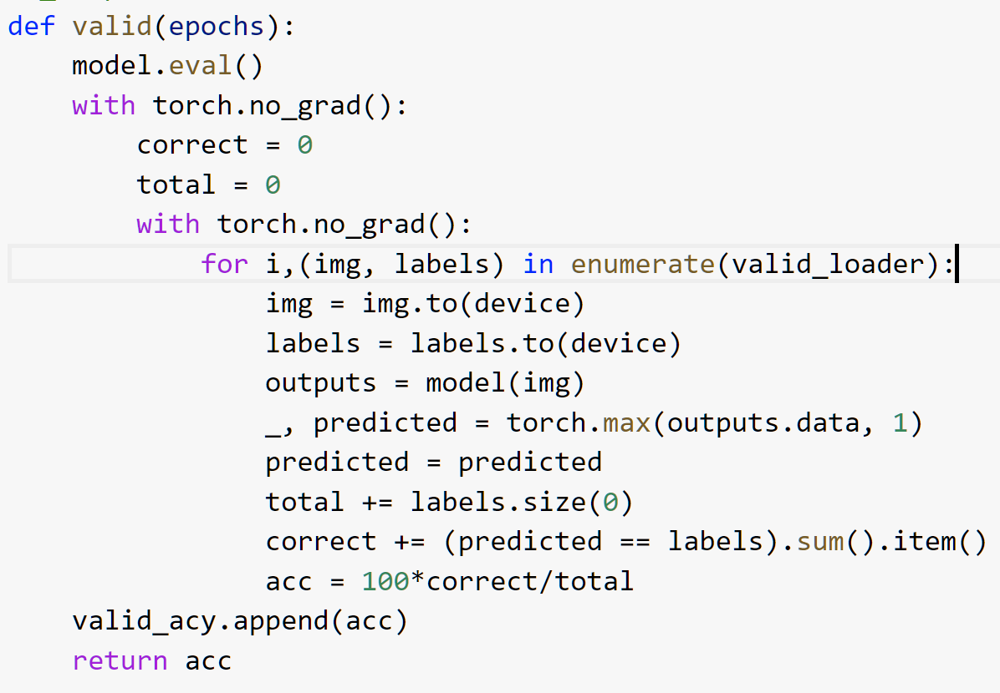 def valid(epochs):
    model.eval()
    with torch.no_grad():
        correct = 0
        total = 0
        with torch.no_grad():
            for i,(img, labels) in enumerate(valid_loader):
                img = img.to(device)
                labels = labels.to(device)
                outputs = model(img)
                _, predicted = torch.max(outputs.data, 1)
                predicted = predicted
                total += labels.size(0)
                correct += (predicted == labels).sum().item()
                acc = 100*correct/total
    valid_acy.append(acc)
    return acc